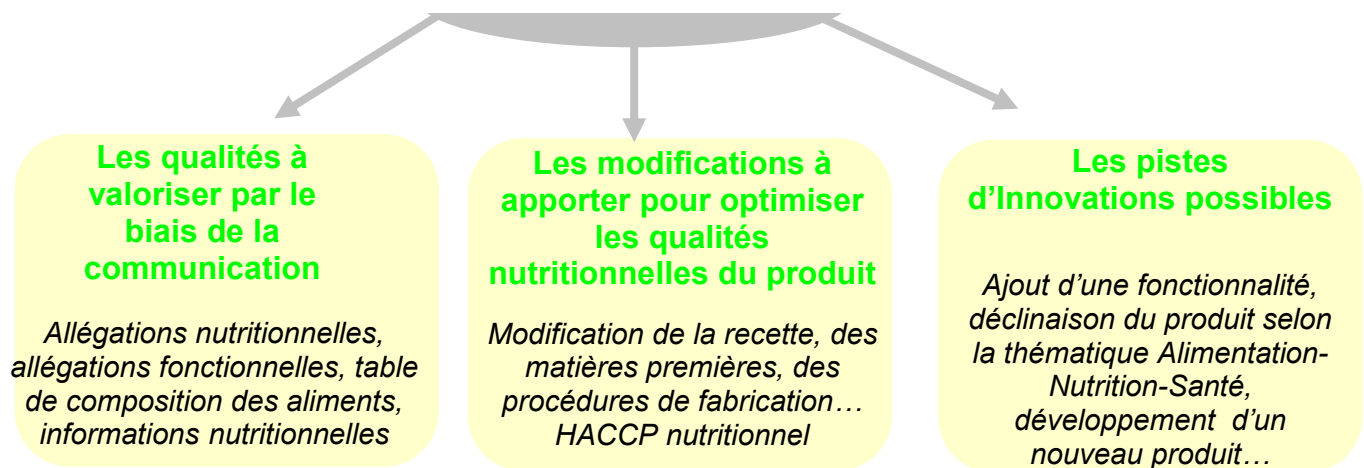 Les qualités à
valoriser par le
biais de la
communication
Allégations nutritionnelles,
allégations fonctionnelles, table
de composition des aliments,
informations nutritionnelles
Les modifications à
apporter pour optimiser
les qualités
nutritionnelles du produit
Modification de la recette, des
matières premières, des
procédures de fabrication…
HACCP nutritionnel
Les pistes
d’Innovations possibles
Ajout d’une fonctionnalité,
déclinaison du produit selon
la thématique Alimentation-
Nutrition-Santé,
développement d’un
nouveau produit…